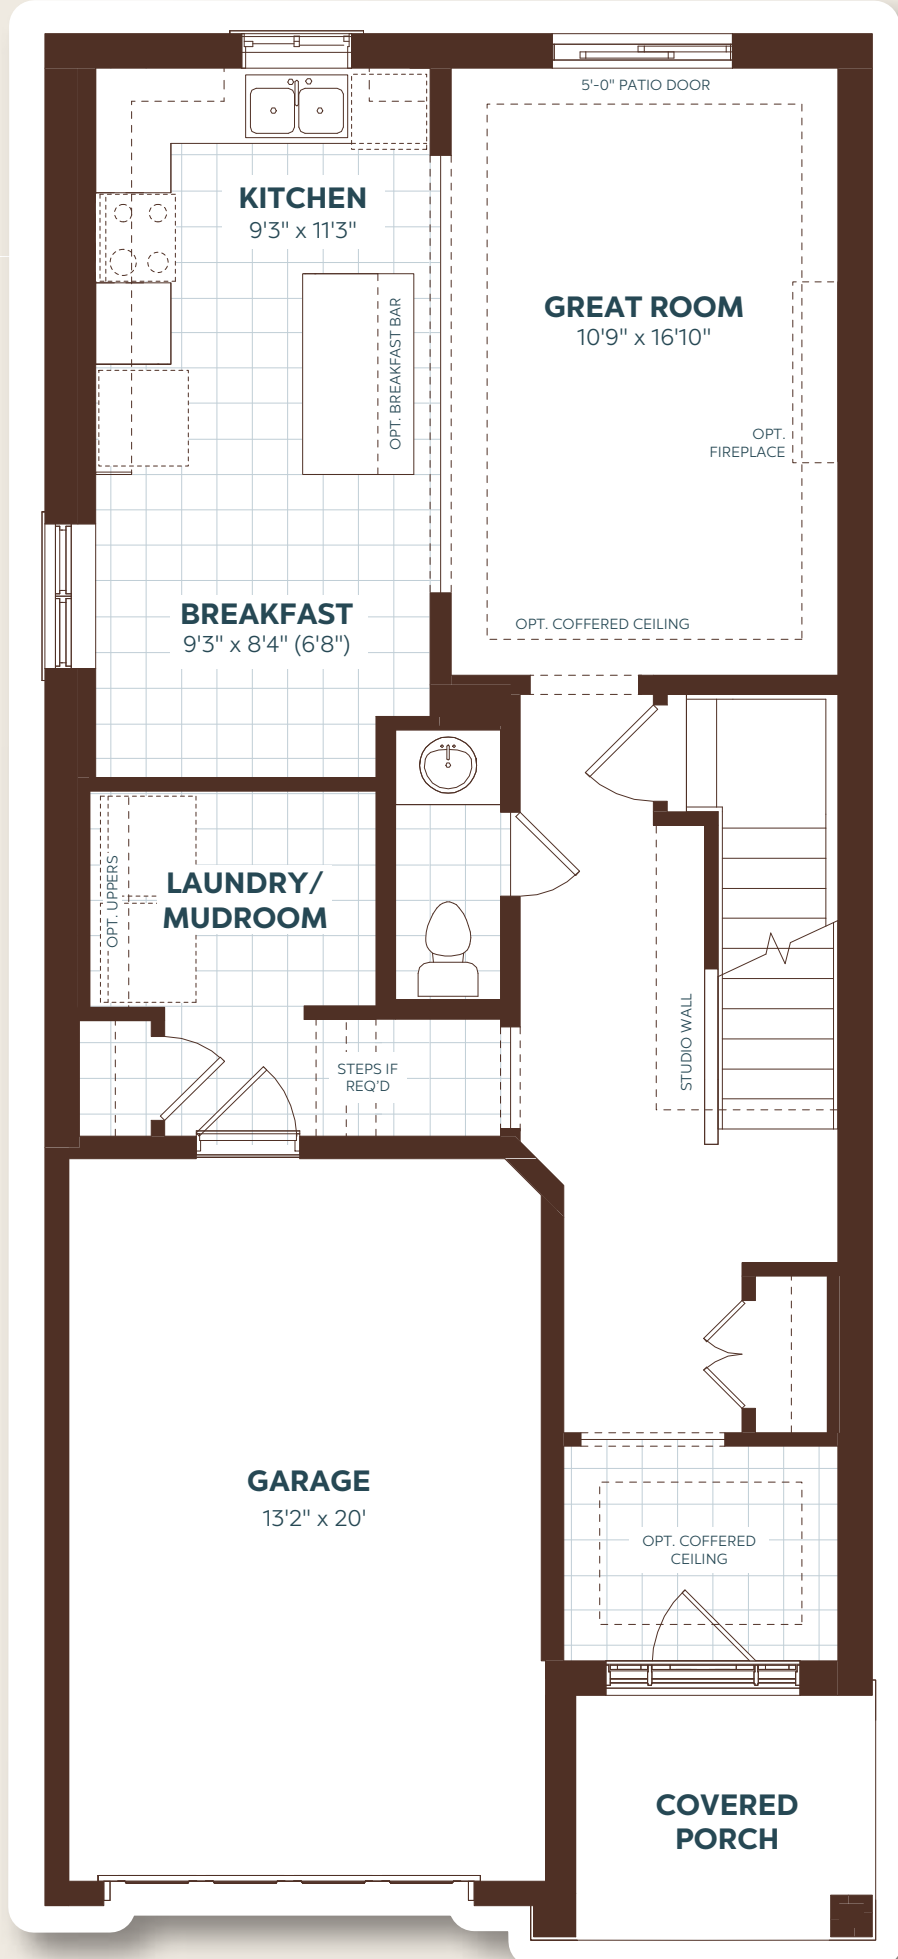 5'-0" PATIO DOOR
KITCHEN
9'3" x 11'3"
GREAT ROOM
10'9" x 16'10"
OPT. BREAKFAST BAR
OPT.
FIREPLACE
BREAKFAST
9'3" x 8'4" (6'8")
OPT. COFFERED CEILING
LAUNDRY/
MUDROOM
OPT. UPPERS
STUDIO WALL
STEPS IF
REQ'D
GARAGE
13'2" x 20'
OPT. COFFERED
CEILING
COVERED
PORCH